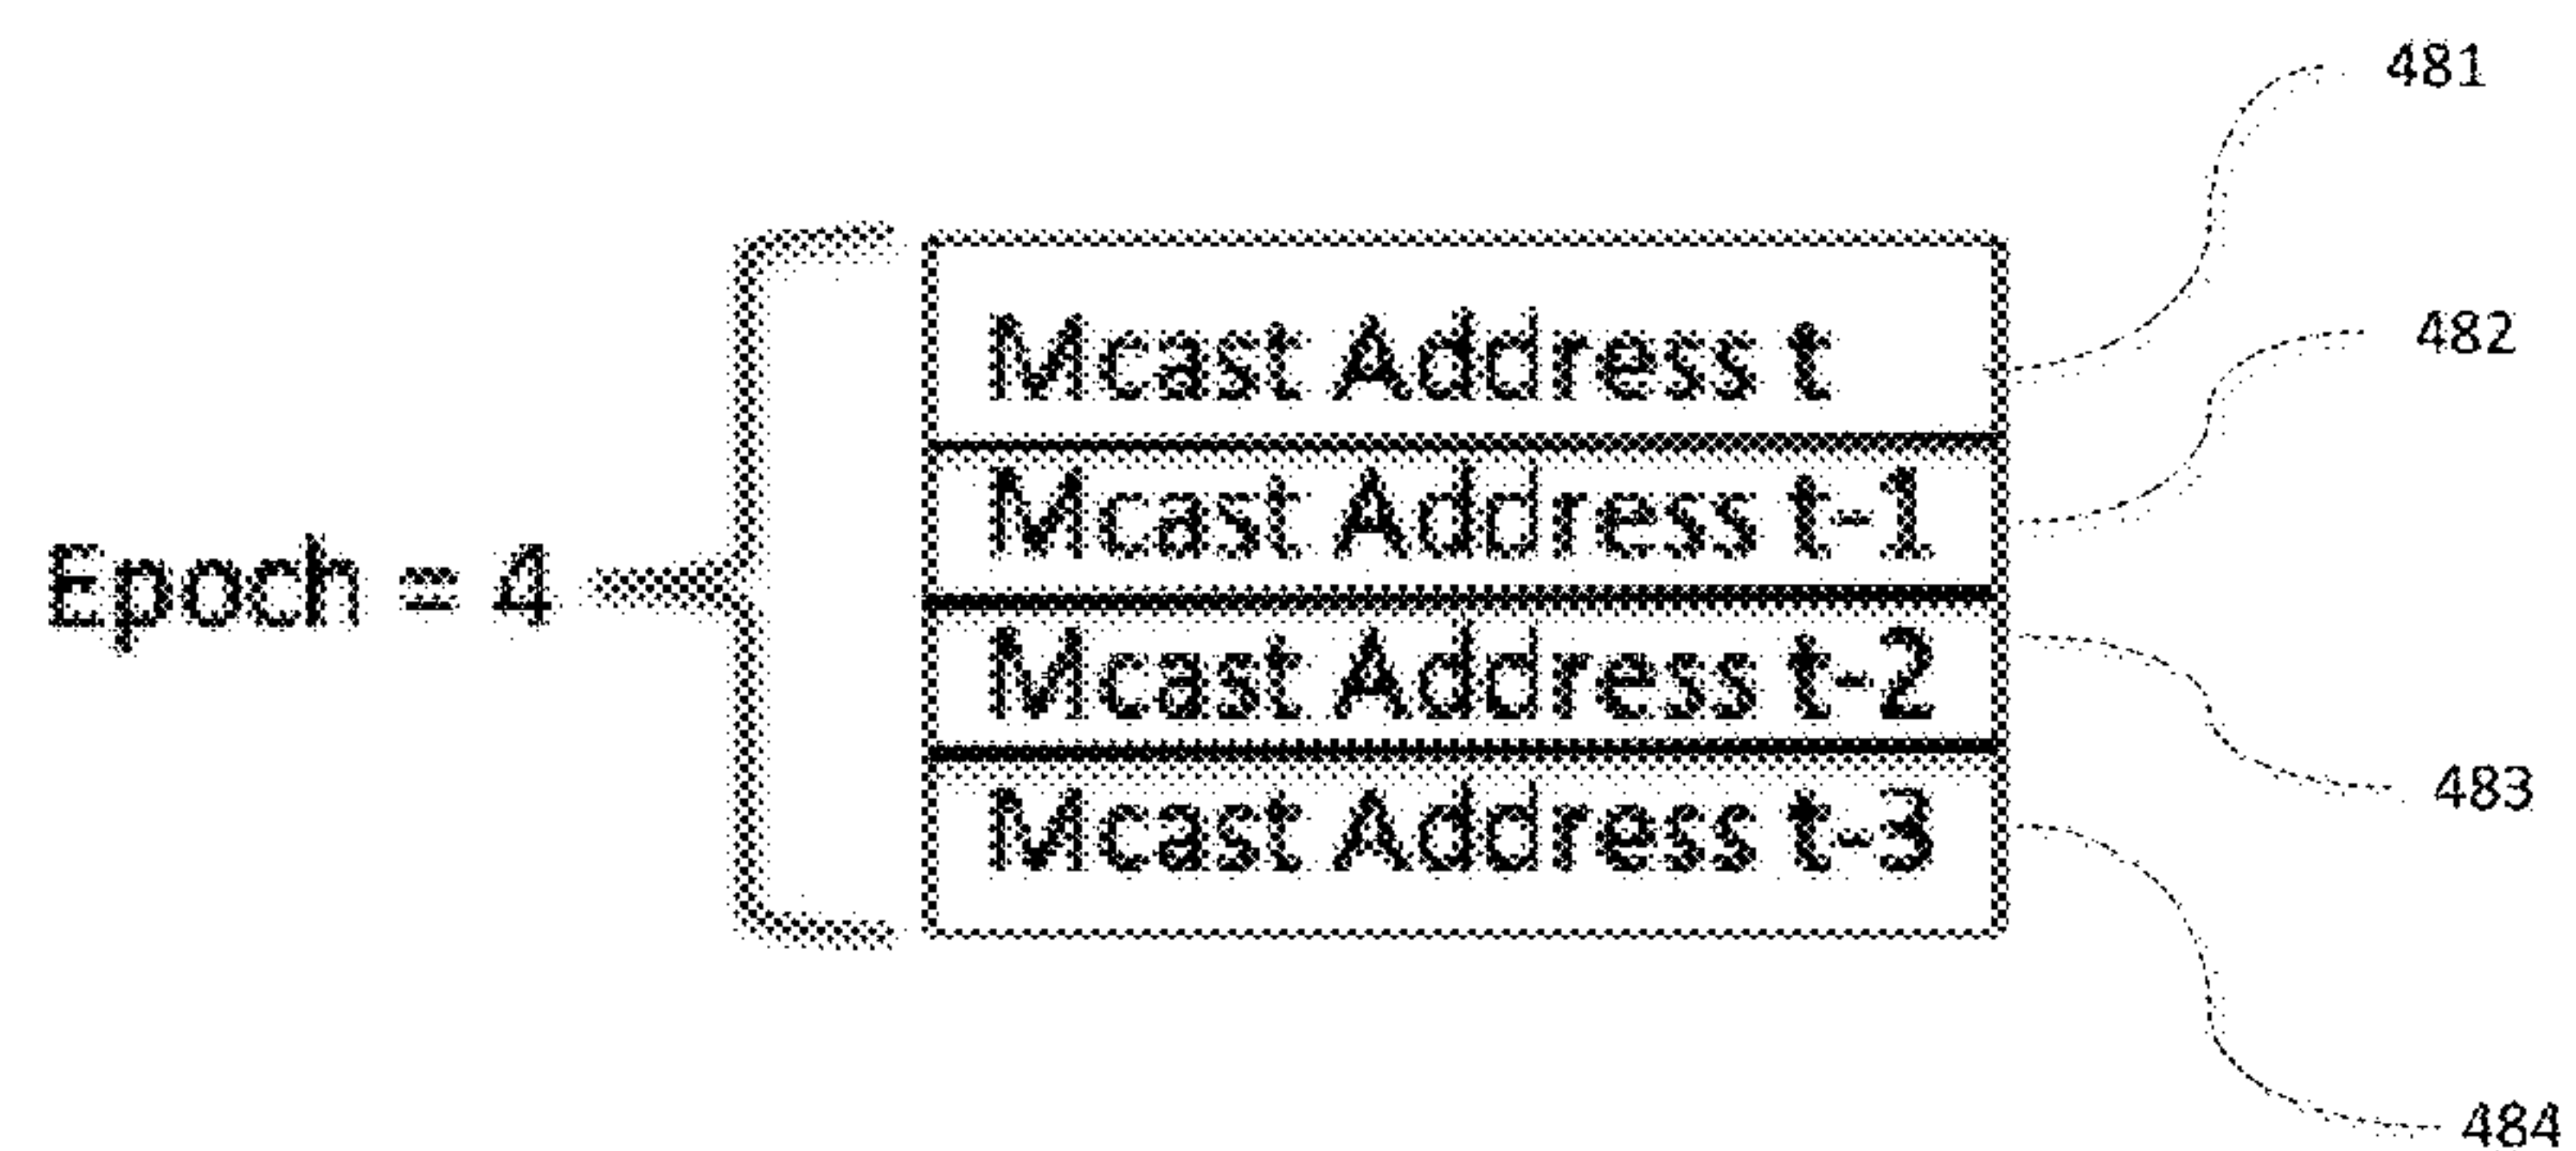 481
Mcast Address t
482
Mcast Address t-1
Epoch = 4
Mcast Address t-2
483
Mcast Address t-3
484